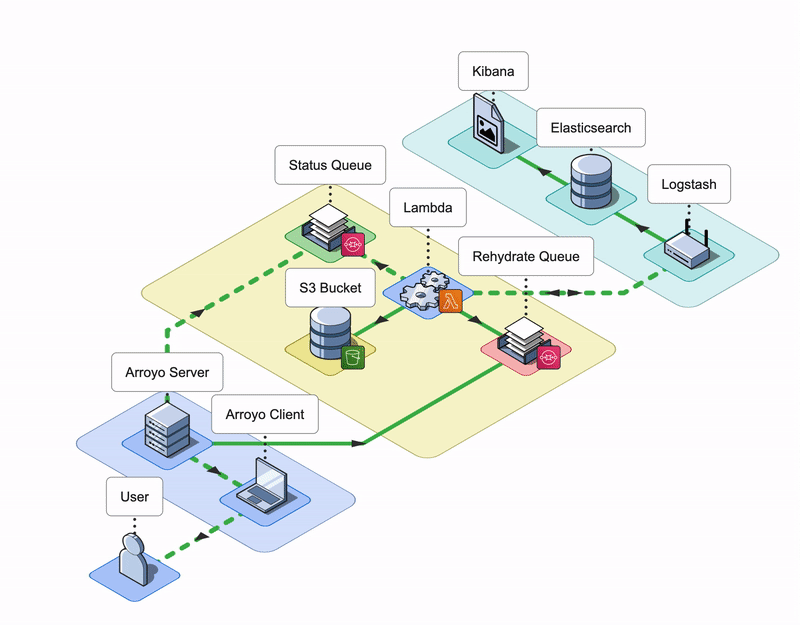 Kibana
Elasticsearch
Status Queue
Logstash
Lambda
Rehydrate Queue
S3 Bucket
Arroyo Server
Arroyo Client
User